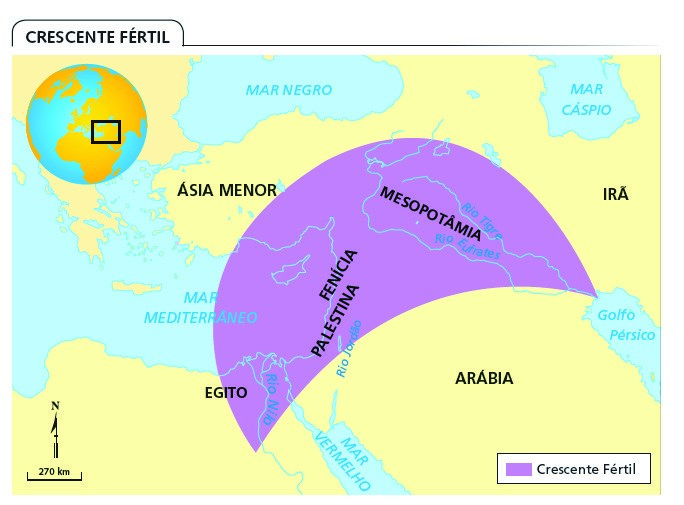 CRESCENTE FÉRTIL
MAR NEGRO
MAR
CÁSPIO
ÁSIA MENOR
MESOPOTÂMIA
IRÃ
Rio Tigre
Rio Eufrates
FENÍCIA
PALESTINA
MAR
MEDITERRÂNEO
Golfo
Pérsico
Rio Jordão
ARÁBIA
EGITO
Rio Nilo
MAR
VERMELHO
N
270 km
Crescente Fértil